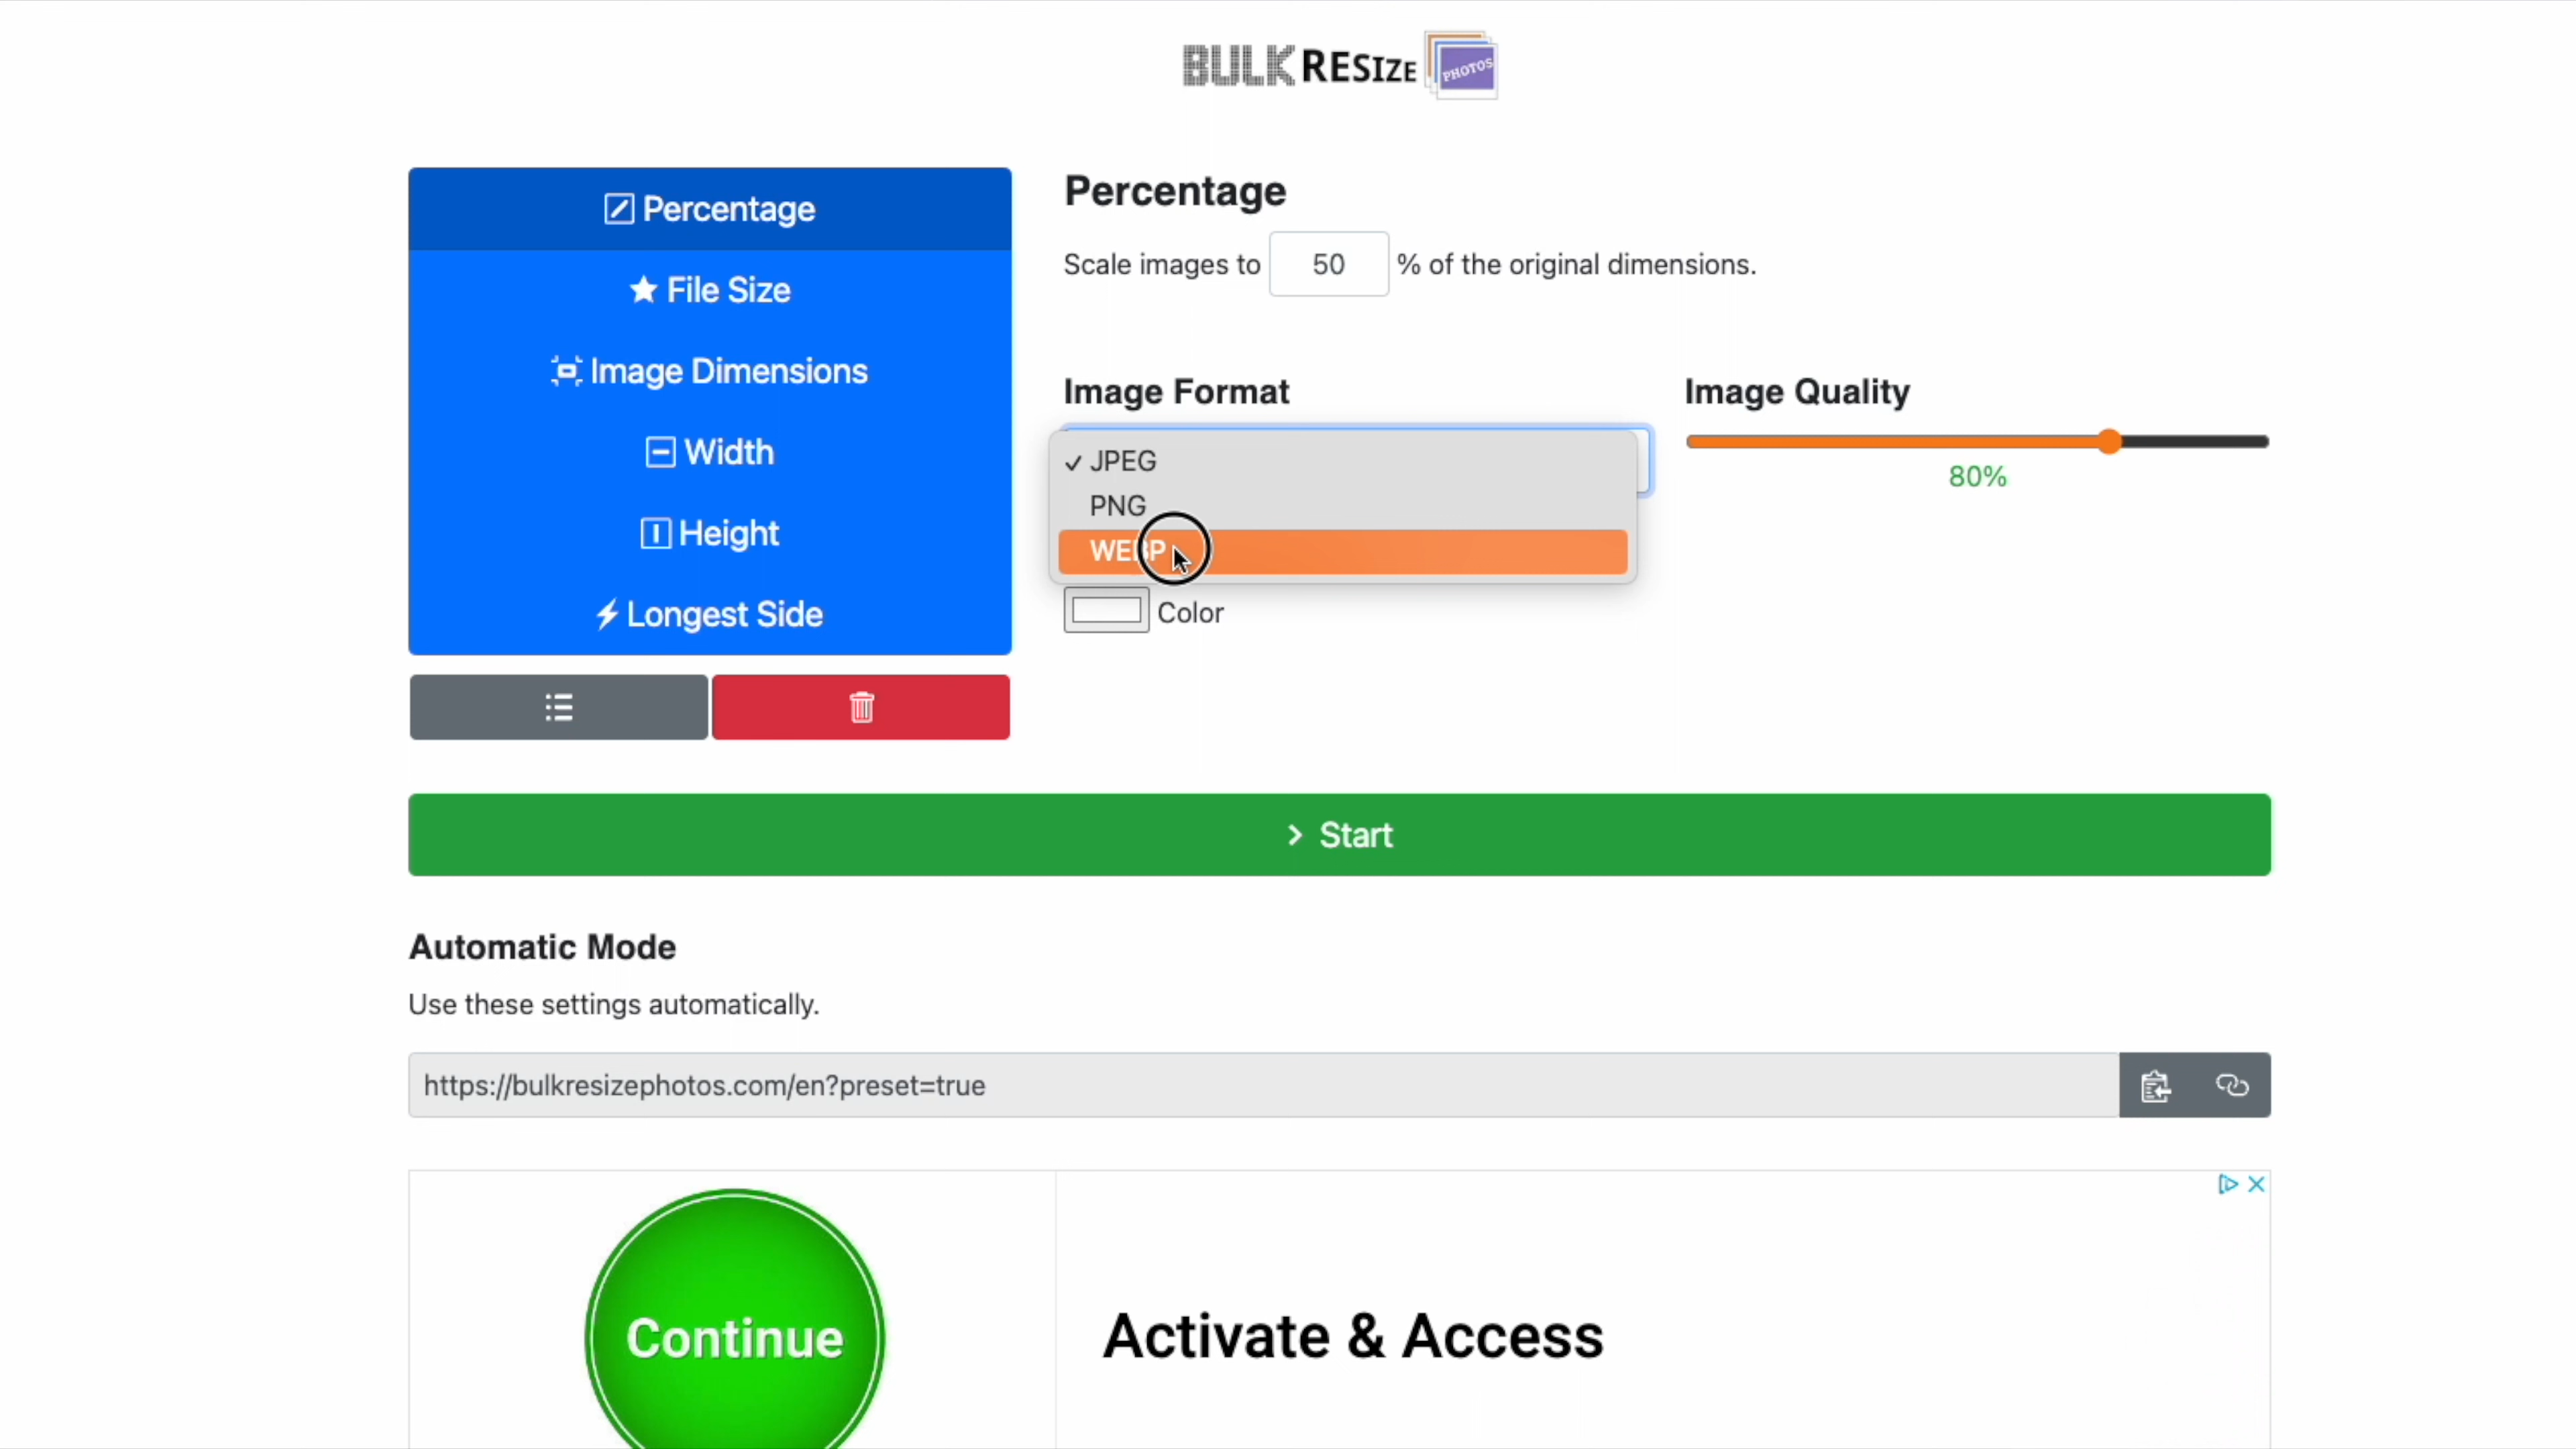 BULK RESIZE PHOTOS
Percentage
File Size
Image Dimensions
Width
Height
Longest Side
Percentage
Scale images to 50 % of the original dimensions.
Image Format
JPEG
PNG
WEBP
Color
Image Quality
80%
Start
Automatic Mode
Use these settings automatically.
https://bulkresizephotos.com/en?preset=true
Continue
Activate & Access